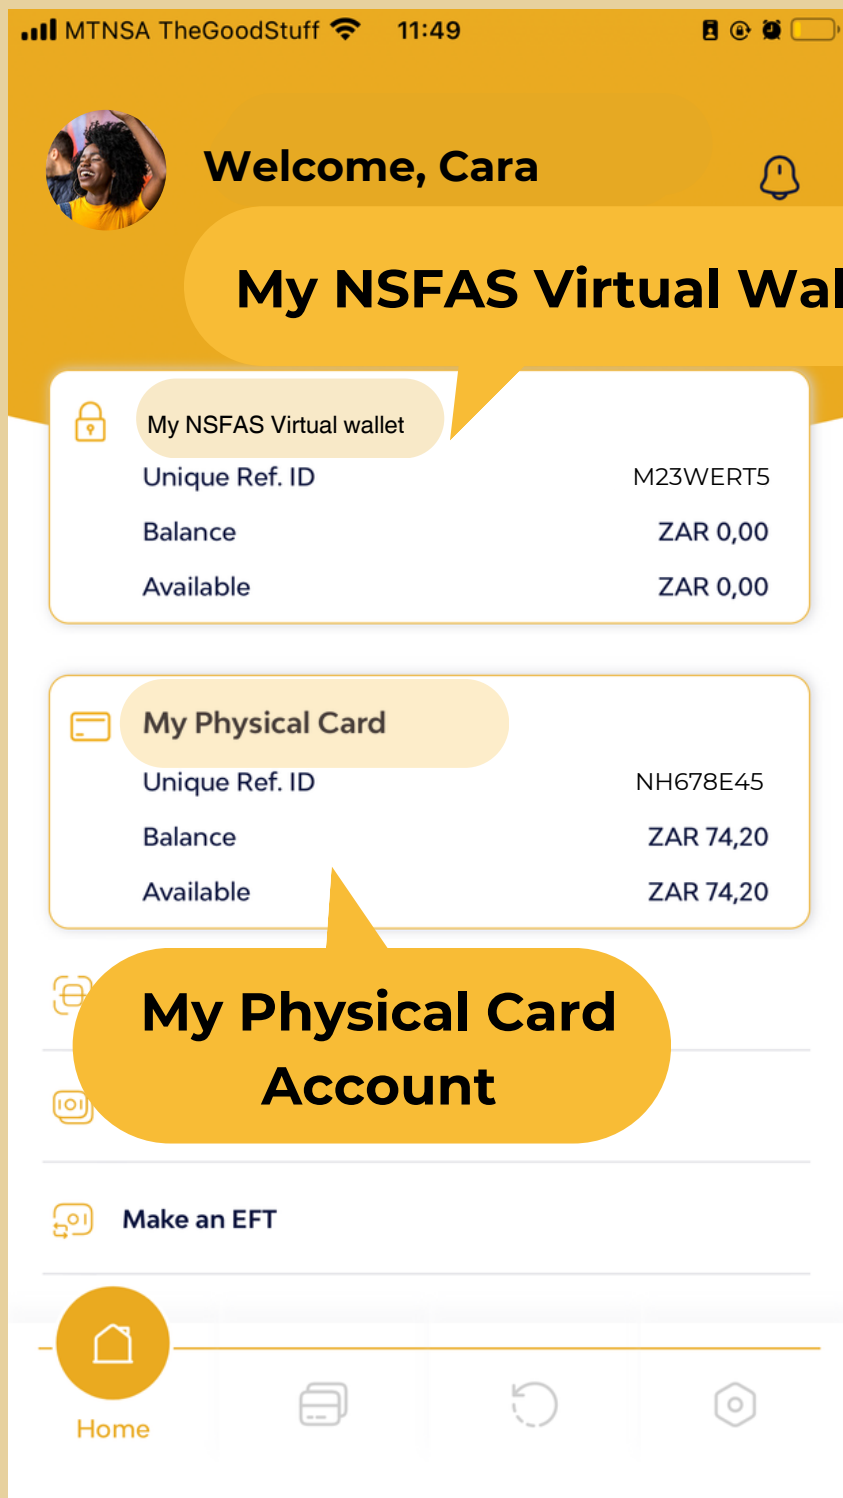 MTNSA TheGoodStuff 11:49
Welcome, Cara
My NSFAS Virtual Wal
My NSFAS Virtual wallet
Unique Ref. ID M23WERT5
Balance ZAR 0,00
Available ZAR 0,00
My Physical Card
Unique Ref. ID NH678E45
Balance ZAR 74,20
Available ZAR 74,20
My Physical Card
Account
Make an EFT
Home